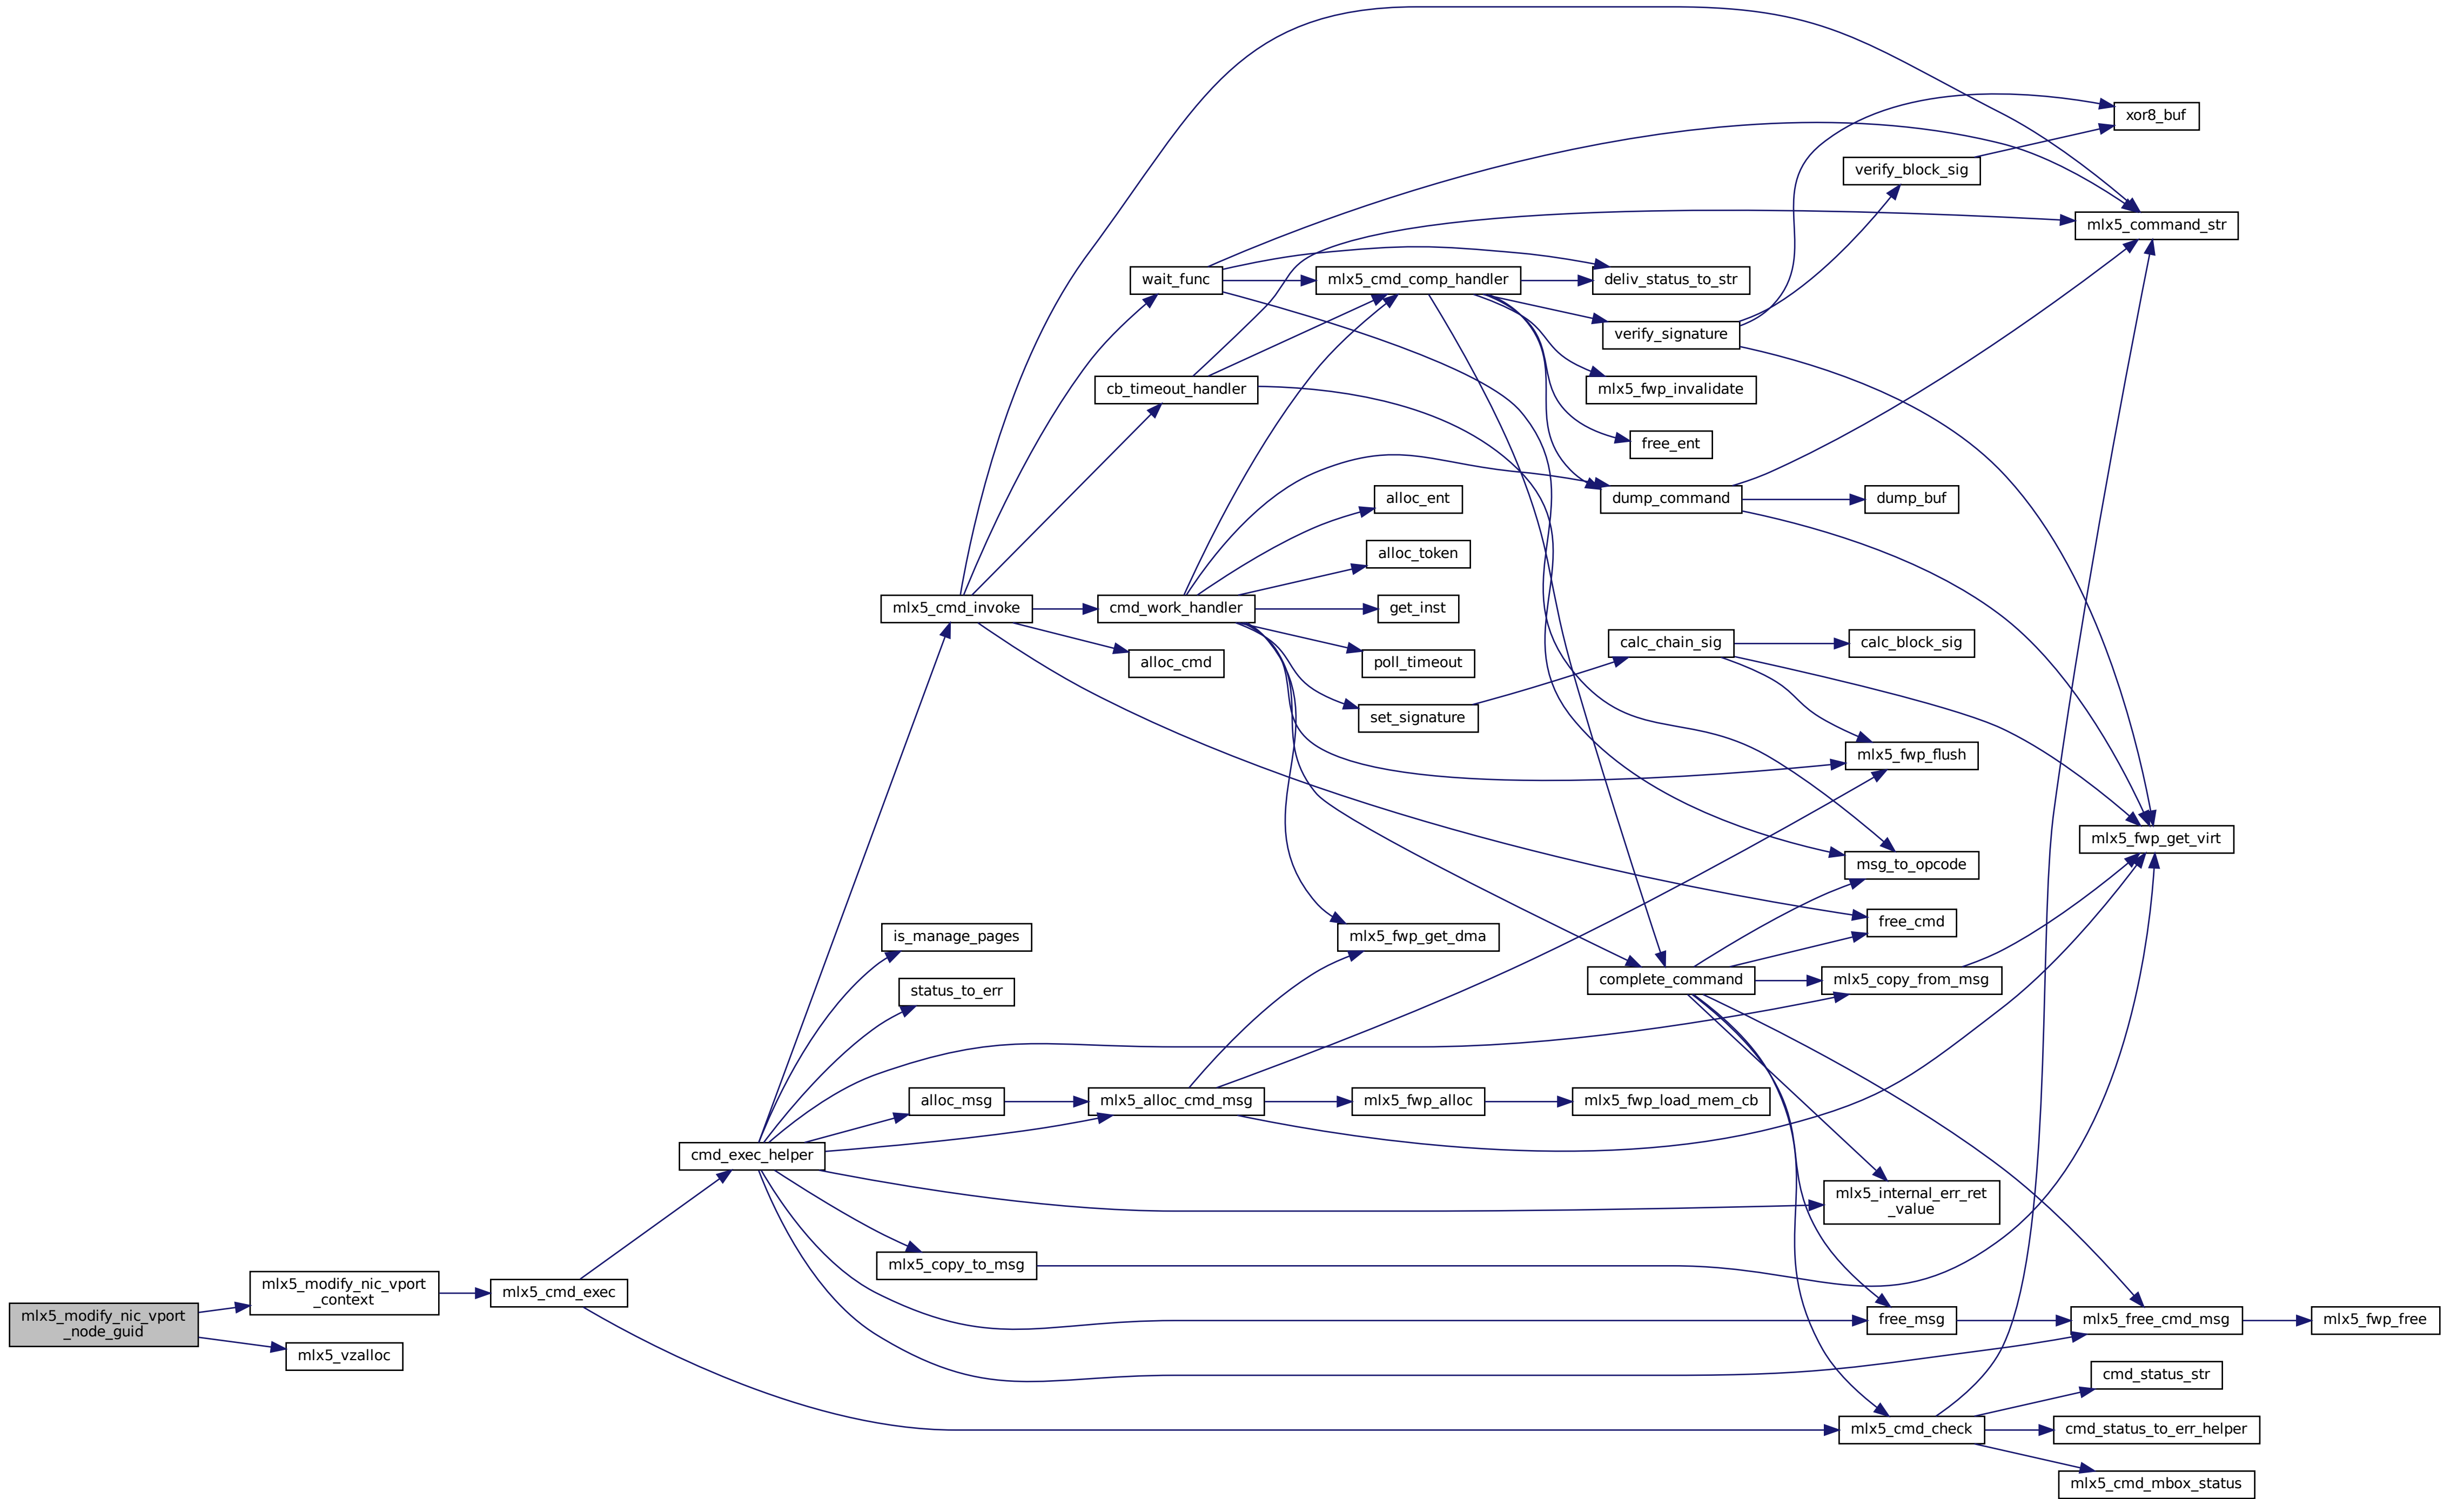 xor8_buf
verify_block_sig
mlx5_command_str
wait_func
mlx5_cmd_comp_handler
deliv_status_to_str
verify_signature
cb_timeout_handler
mlx5_fwp_invalidate
free_ent
alloc_ent
dump_command
dump_buf
alloc_token
mlx5_cmd_invoke
cmd_work_handler
get_inst
calc_chain_sig
calc_block_sig
alloc_cmd
poll_timeout
set_signature
mlx5_fwp_flush
mlx5_fwp_get_virt
msg_to_opcode
free_cmd
is_manage_pages
mlx5_fwp_get_dma
status_to_err
complete_command
mlx5_copy_from_msg
alloc_msg
mlx5_alloc_cmd_msg
mlx5_fwp_alloc
mlx5_fwp_load_mem_cb
cmd_exec_helper
mlx5_internal_err_ret
_value
mlx5_copy_to_msg
mlx5_modify_nic_vport
_context
mlx5_cmd_exec
mlx5_modify_nic_vport
_node_guid
free_msg
mlx5_free_cmd_msg
mlx5_fwp_free
mlx5_vzalloc
cmd_status_str
mlx5_cmd_check
cmd_status_to_err_helper
mlx5_cmd_mbox_status